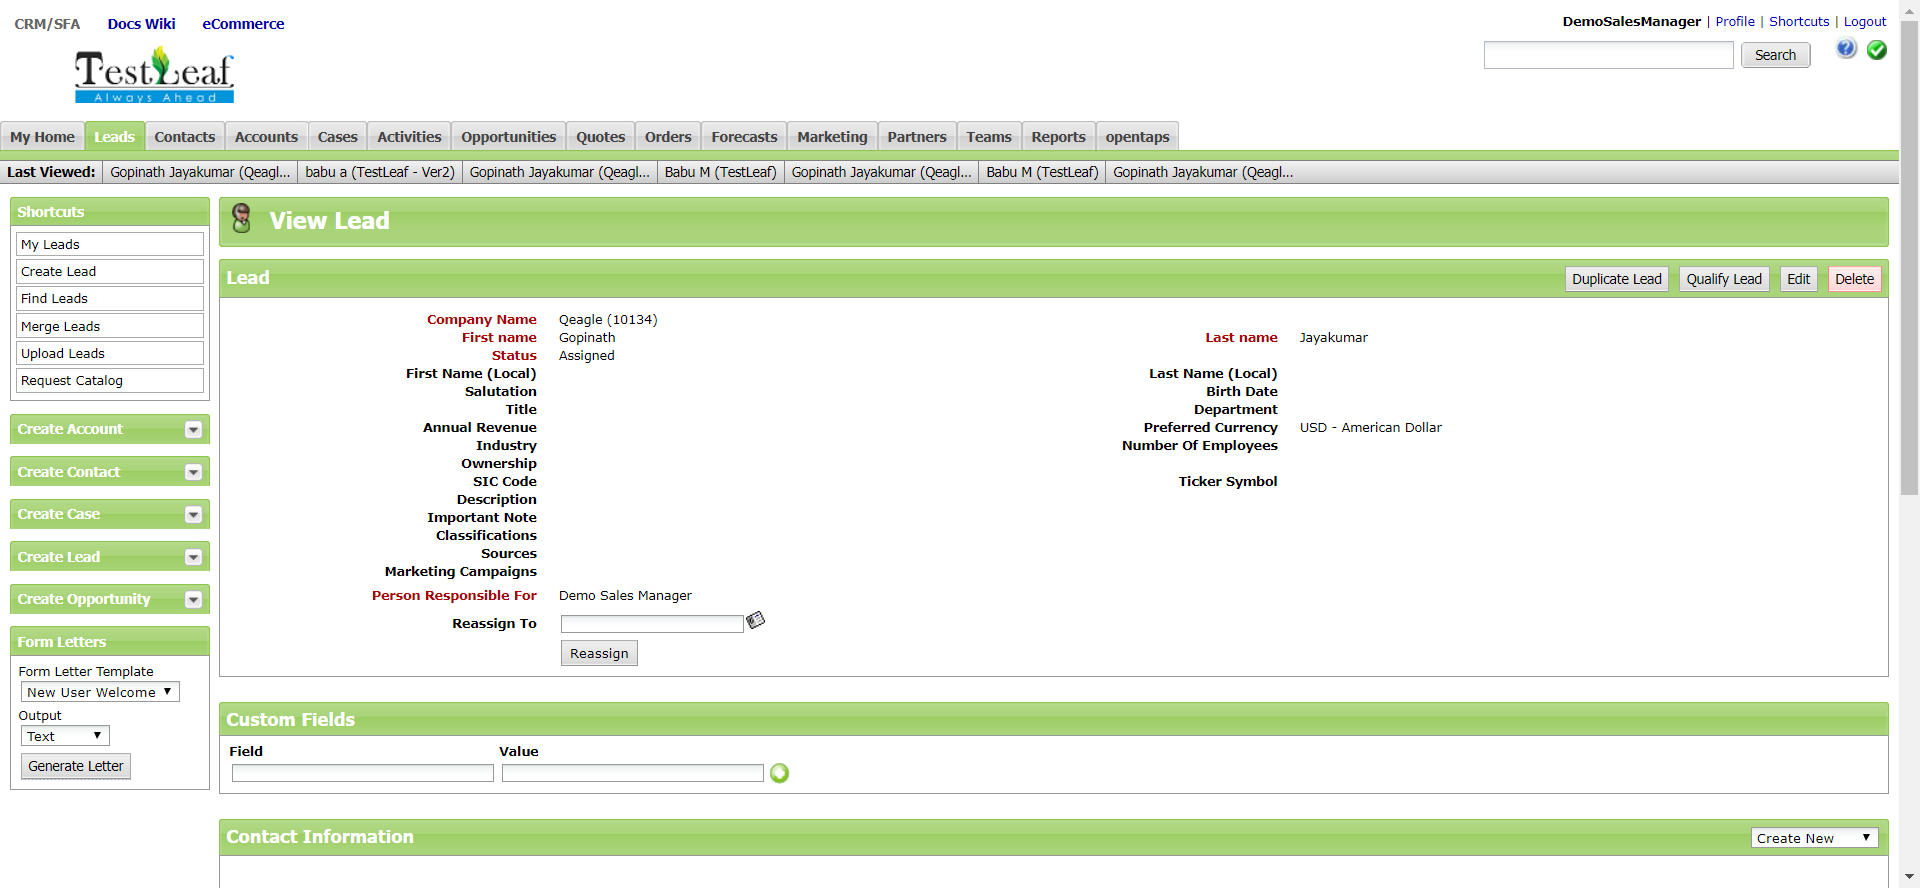 CRM/SFA Docs Wiki eCommerce
DemoSalesManager | Profile | Shortcuts | Logout
TestLeaf
Always Ahead
Search
My Home Leads Contacts Accounts Cases Activities Opportunities Quotes Orders Forecasts Marketing Partners Teams Reports opentaps
Last Viewed: Gopinath Jayakumar (Qeagl... babu a (TestLeaf - Ver2) Gopinath Jayakumar (Qeagl... Babu M (TestLeaf) Gopinath Jayakumar (Qeagl... Babu M (TestLeaf) Gopinath Jayakumar (Qeagl...
Shortcuts
My Leads
Create Lead
Find Leads
Merge Leads
Upload Leads
Request Catalog
Create Account
Create Contact
Create Case
Create Lead
Create Opportunity
Form Letters
Form Letter Template
New User Welcome
Output
Text
Generate Letter
View Lead
Lead Duplicate Lead Qualify Lead Edit Delete
Company Name Qeagle (10134)
First name Gopinath Last name Jayakumar
Status Assigned
First Name (Local) Last Name (Local)
Salutation Birth Date
Title Department
Annual Revenue Preferred Currency USD - American Dollar
Industry Number Of Employees
Ownership
SIC Code Ticker Symbol
Description
Important Note
Classifications
Sources
Marketing Campaigns
Person Responsible For Demo Sales Manager
Reassign To
Reassign
Custom Fields
Field Value
Contact Information Create New